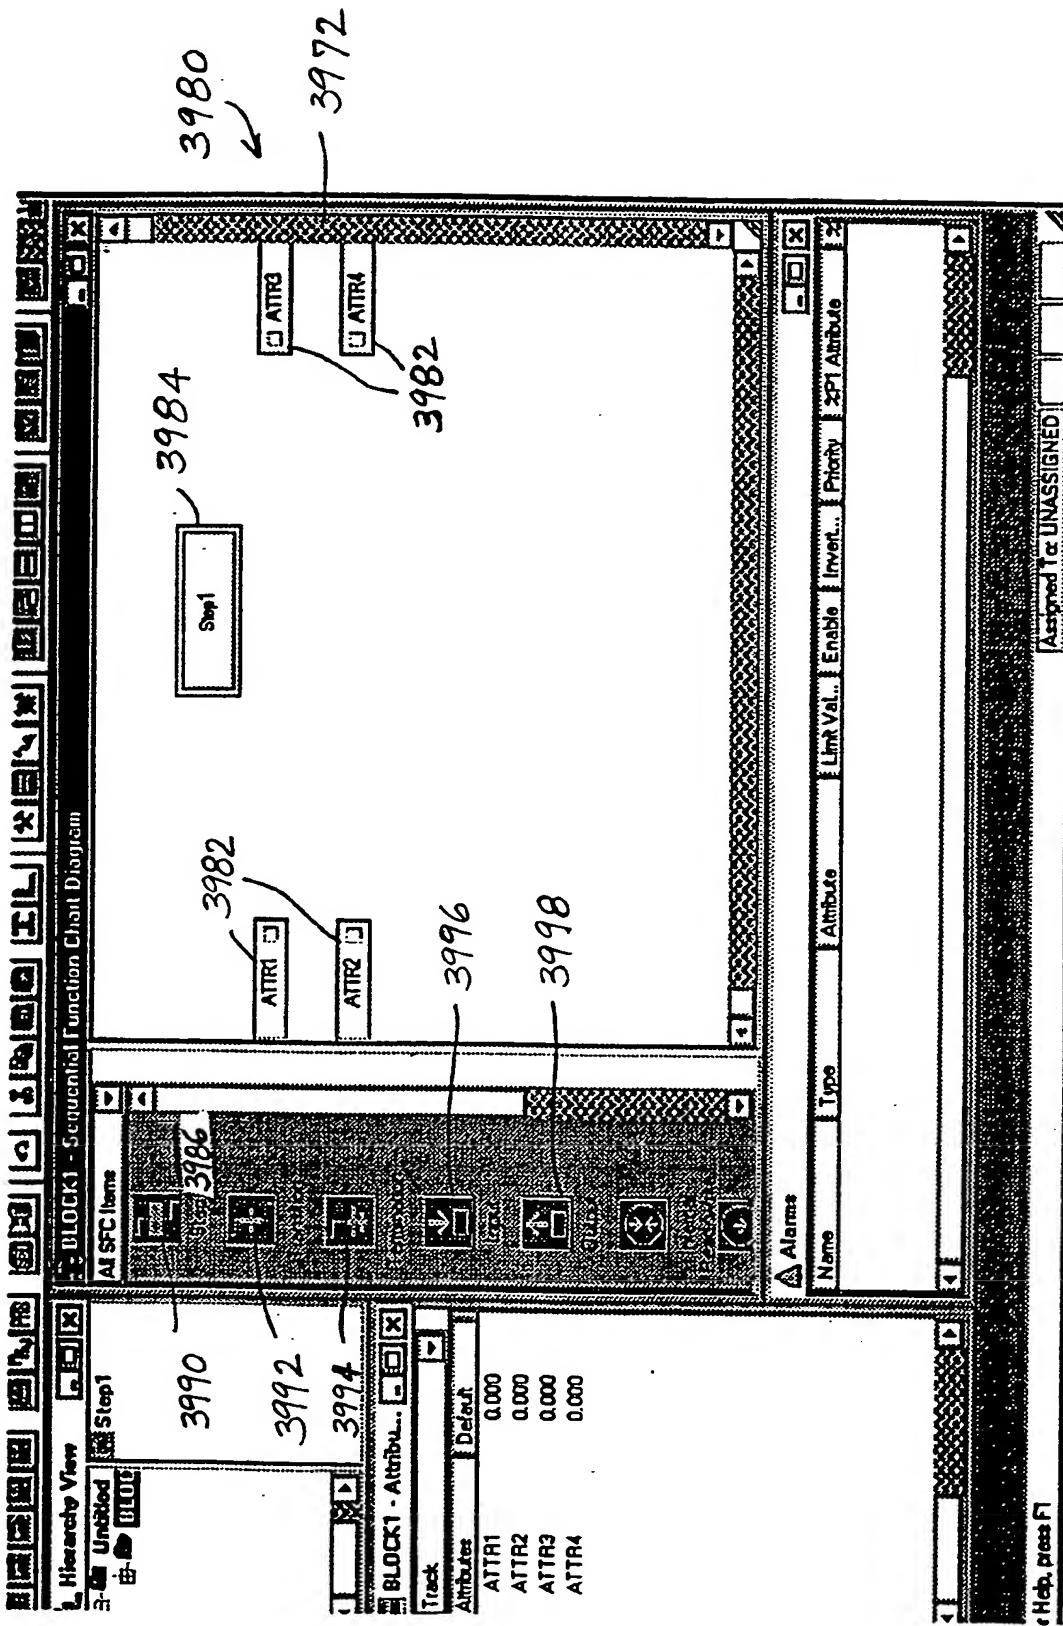 3980
3972
BLOCK1 - Sequential Function Chart Diagram
Hierarchy View
Untitled
BLOC
Step1
All SFC Items
3986
3990
3992
3994
3996
3998
3982
3984
3982
Step1
ATTR1
ATTR2
ATTR3
ATTR4
BLOCK1 - Attribu...
Track
Attributes Default
ATTR1 0.000
ATTR2 0.000
ATTR3 0.000
ATTR4 0.000
Alarms
Name Type Attribute Limit Val... Enable Invert... Priority %P1 Attribute %
r Help, press F1
Assigned To: UNASSIGNED